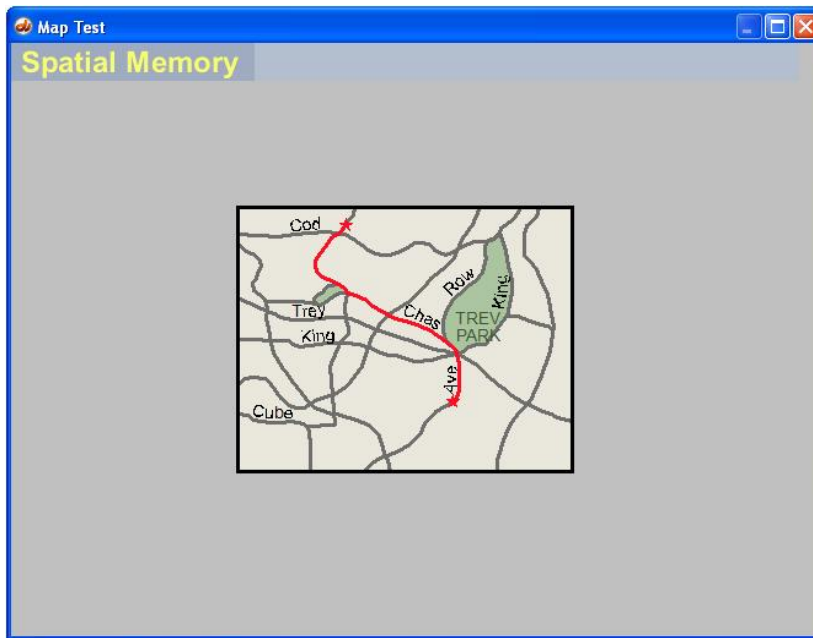 Map Test
Spatial Memory
Cod
Row
King
Trey
Chas
TREV
PARK
King
Ave
Cube